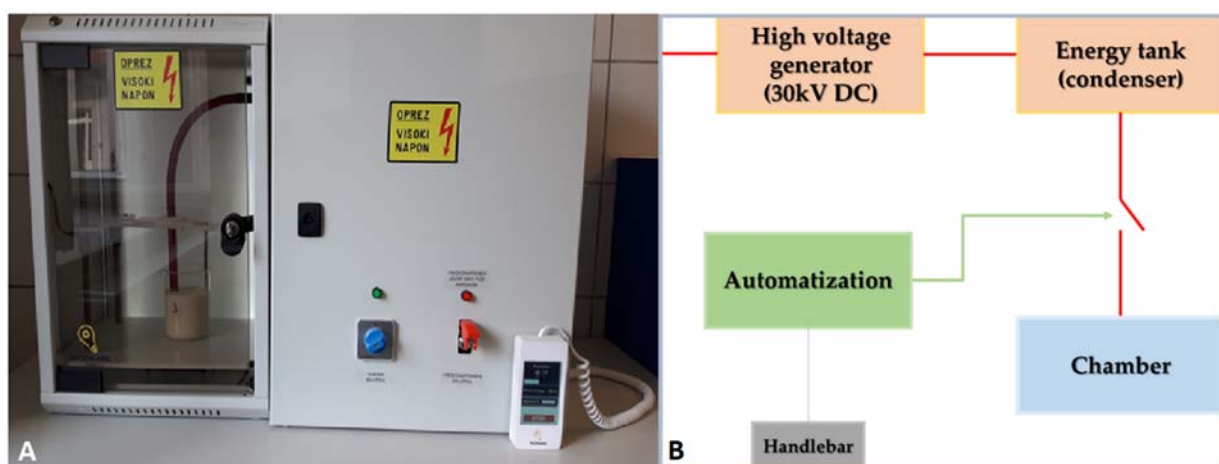 OPREZ
VISOKI
NAPON
OPREZ
VISOKI
NAPON
A
High voltage
generator
(30kV DC)
Energy tank
(condenser)
Automatization
Chamber
Handlebar
B